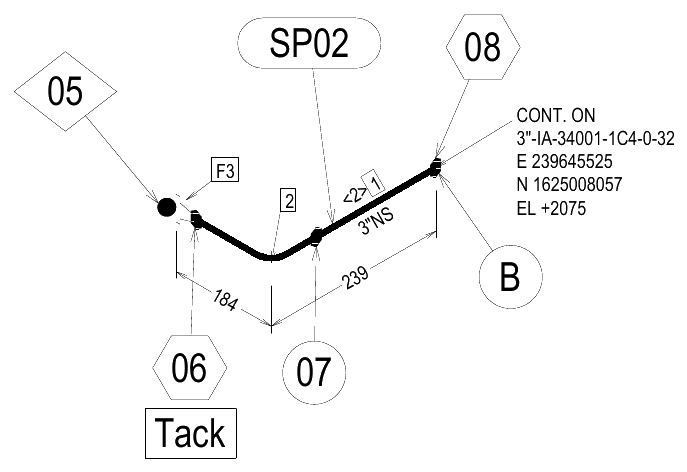 SP02
08
05
CONT. ON
3"-IA-34001-1C4-0-32
E 239645525
N 1625008057
EL +2075
F3
<2> 1
2
3"NS
B
239
184
06
07
Tack